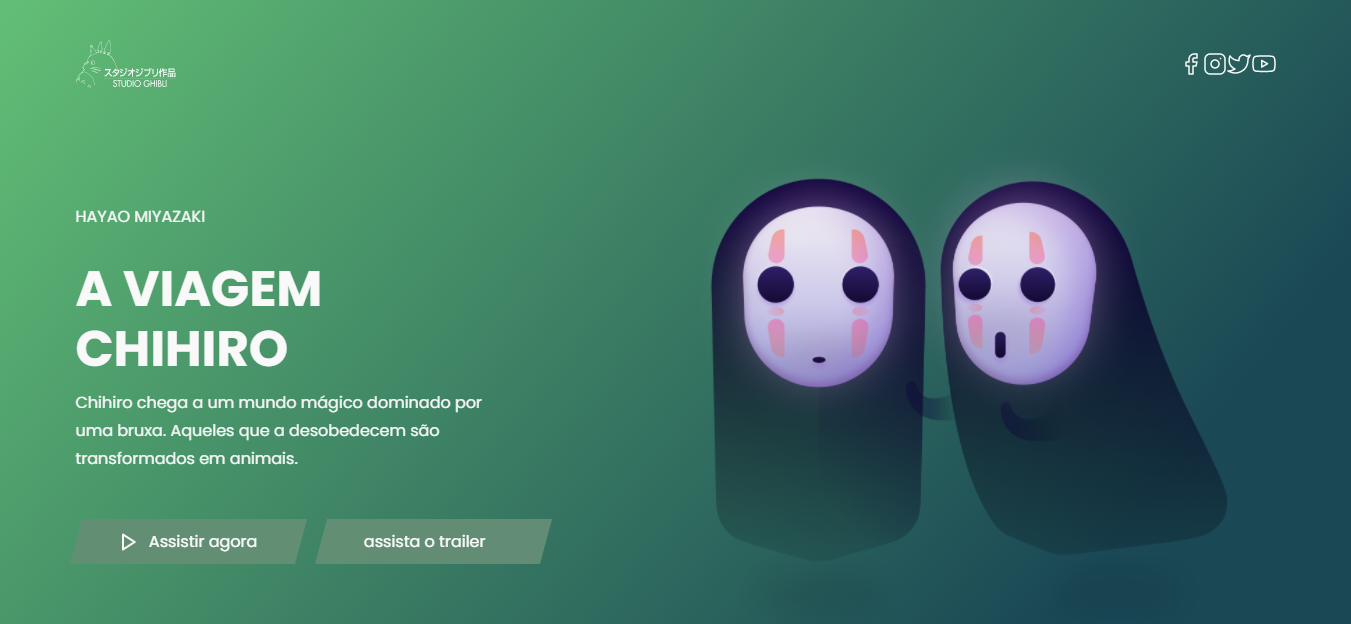 スタジオジブリ作品
STUDIO GHIBLI
HAYAO MIYAZAKI
A VIAGEM
CHIHIRO
Chihiro chega a um mundo mágico dominado por
uma bruxa. Aqueles que a desobedecem são
transformados em animais.
Assistir agora
assista o trailer